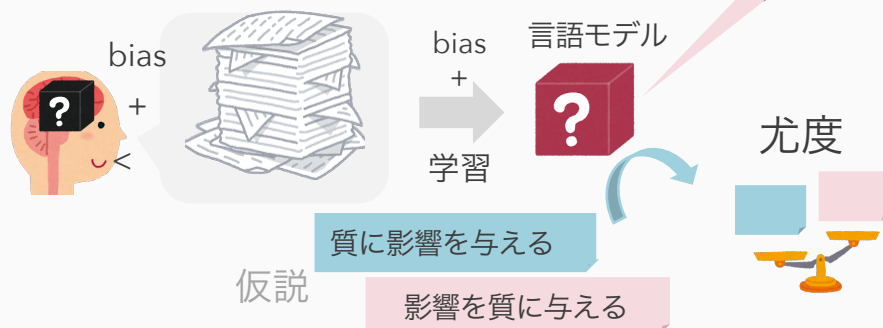 bias
+
?
<
bias
+
学習
言語モデル
?
尤度
仮説
質に影響を与える
影響を質に与える